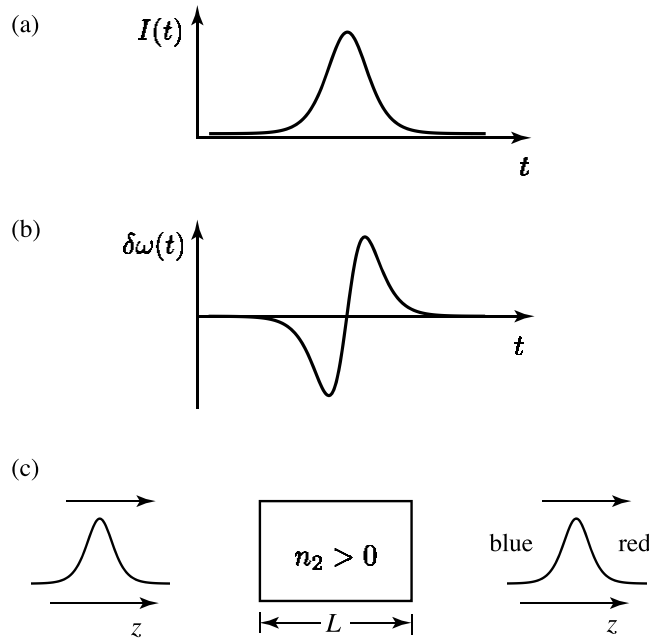 (a)
I(t)
t
(b)
δω(t)
t
(c)
n₂ > 0
blue
red
z
L
z